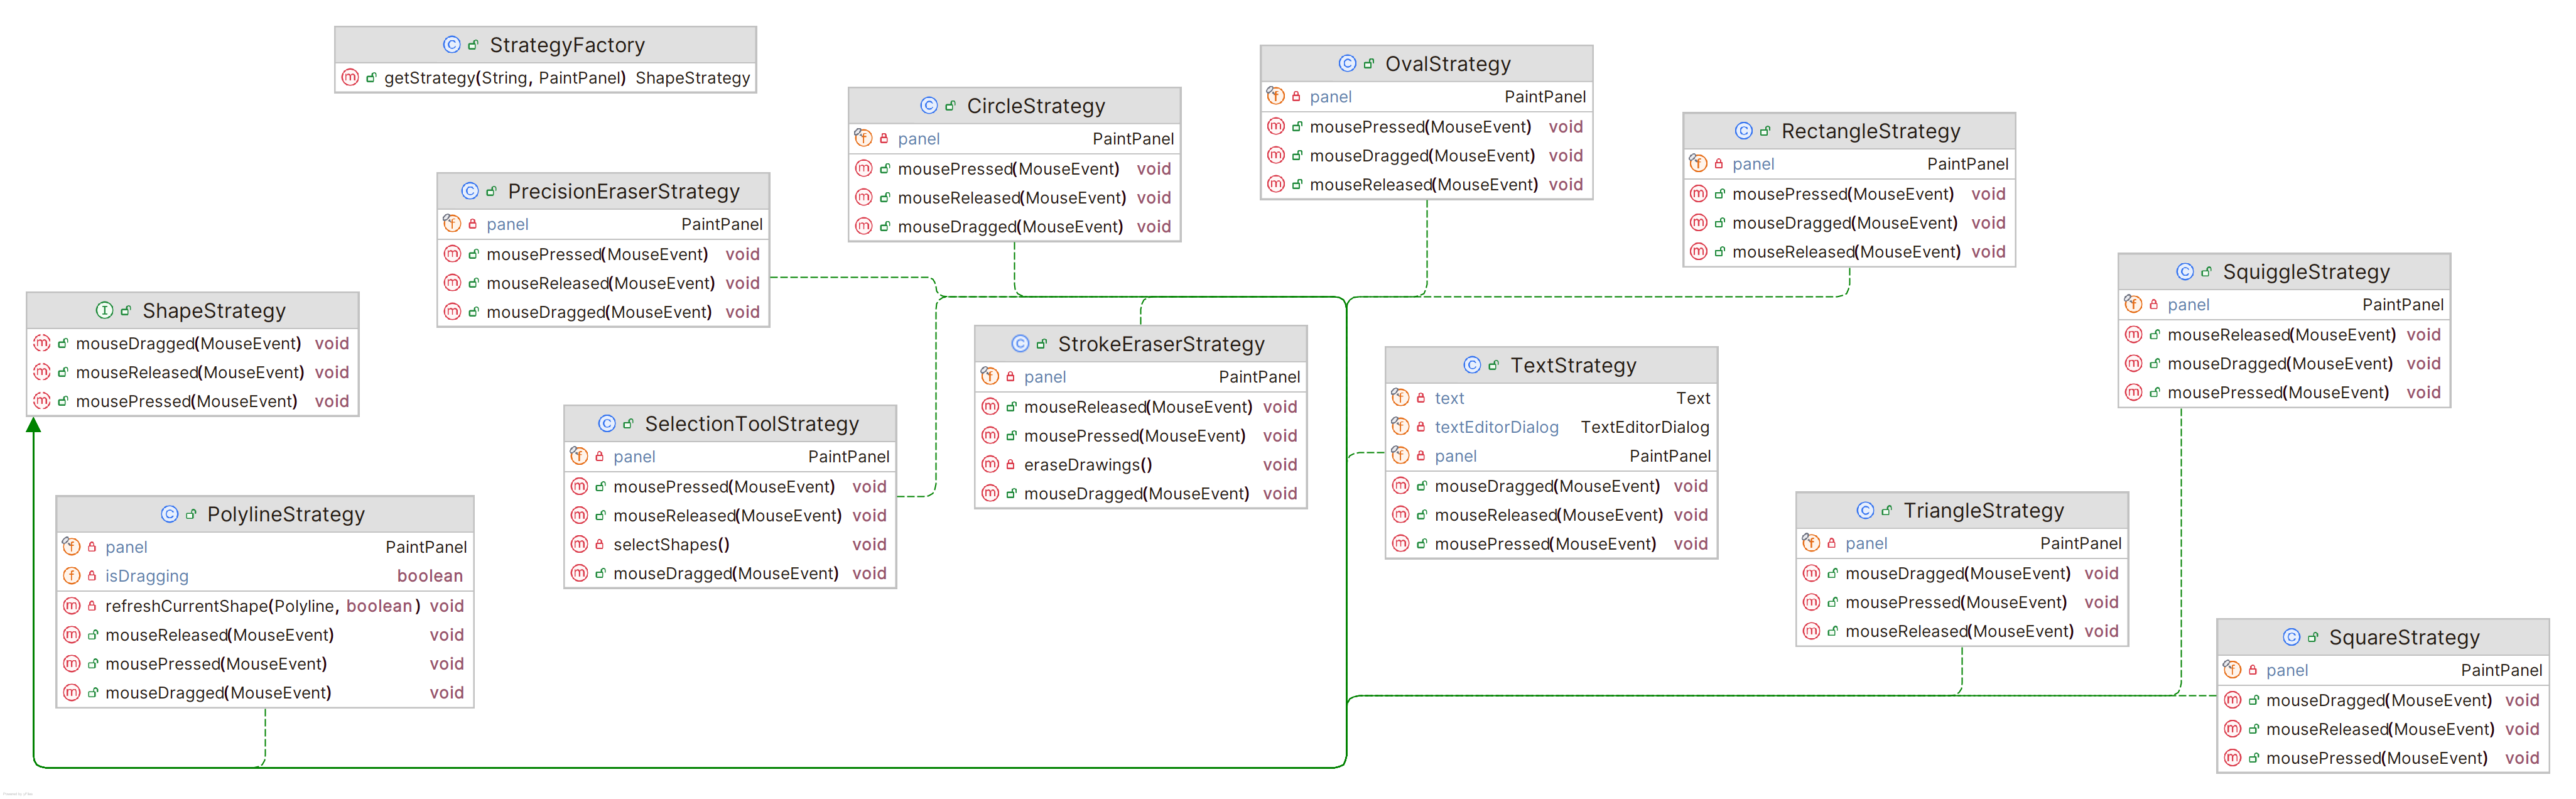 StrategyFactory
getStrategy(String, PaintPanel) ShapeStrategy
OvalStrategy
panel PaintPanel
mousePressed(MouseEvent) void
mouseDragged(MouseEvent) void
mouseReleased(MouseEvent) void
CircleStrategy
panel PaintPanel
mousePressed(MouseEvent) void
mouseReleased(MouseEvent) void
mouseDragged(MouseEvent) void
RectangleStrategy
panel PaintPanel
mousePressed(MouseEvent) void
mouseDragged(MouseEvent) void
mouseReleased(MouseEvent) void
PrecisionEraserStrategy
panel PaintPanel
mousePressed(MouseEvent) void
mouseReleased(MouseEvent) void
mouseDragged(MouseEvent) void
SquiggleStrategy
panel PaintPanel
mouseReleased(MouseEvent) void
mouseDragged(MouseEvent) void
mousePressed(MouseEvent) void
ShapeStrategy
mouseDragged(MouseEvent) void
mouseReleased(MouseEvent) void
mousePressed(MouseEvent) void
StrokeEraserStrategy
panel PaintPanel
mouseReleased(MouseEvent) void
mousePressed(MouseEvent) void
eraseDrawings() void
mouseDragged(MouseEvent) void
TextStrategy
text Text
textEditorDialog TextEditorDialog
panel PaintPanel
mouseDragged(MouseEvent) void
mouseReleased(MouseEvent) void
mousePressed(MouseEvent) void
SelectionToolStrategy
panel PaintPanel
mousePressed(MouseEvent) void
mouseReleased(MouseEvent) void
selectShapes() void
mouseDragged(MouseEvent) void
PolylineStrategy
panel PaintPanel
isDragging boolean
refreshCurrentShape(Polyline, boolean) void
mouseReleased(MouseEvent) void
mousePressed(MouseEvent) void
mouseDragged(MouseEvent) void
TriangleStrategy
panel PaintPanel
mouseDragged(MouseEvent) void
mousePressed(MouseEvent) void
mouseReleased(MouseEvent) void
SquareStrategy
panel PaintPanel
mouseDragged(MouseEvent) void
mouseReleased(MouseEvent) void
mousePressed(MouseEvent) void